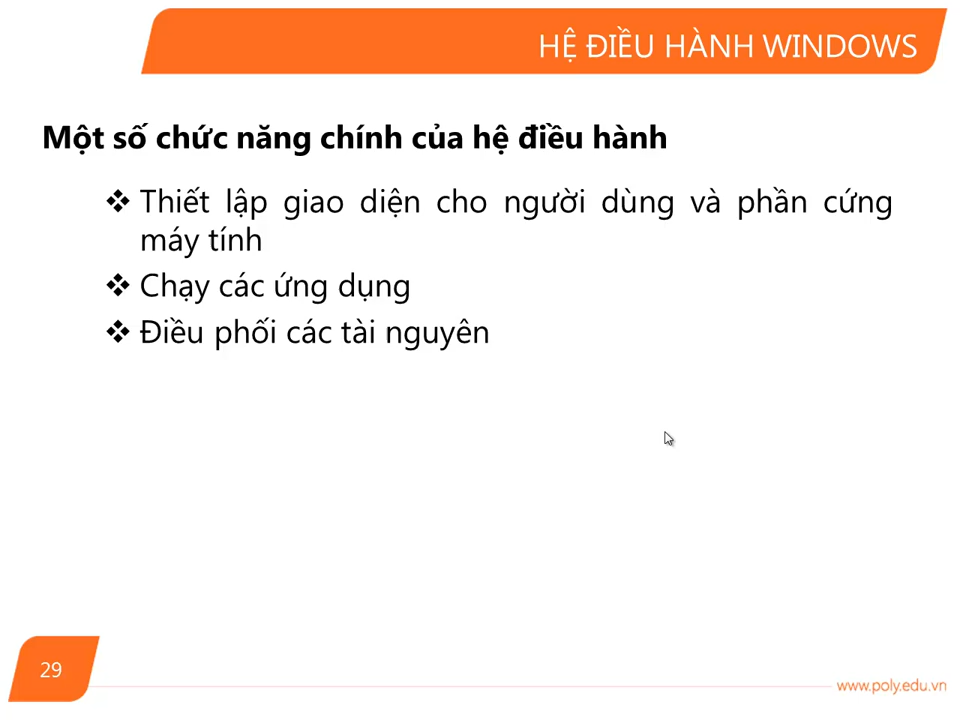 HỆ ĐIỀU HÀNH WINDOWS
Một số chức năng chính của hệ điều hành
❖ Thiết lập giao diện cho người dùng và phần cứng
máy tính
❖ Chạy các ứng dụng
❖ Điều phối các tài nguyên
29
www.poly.edu.vn